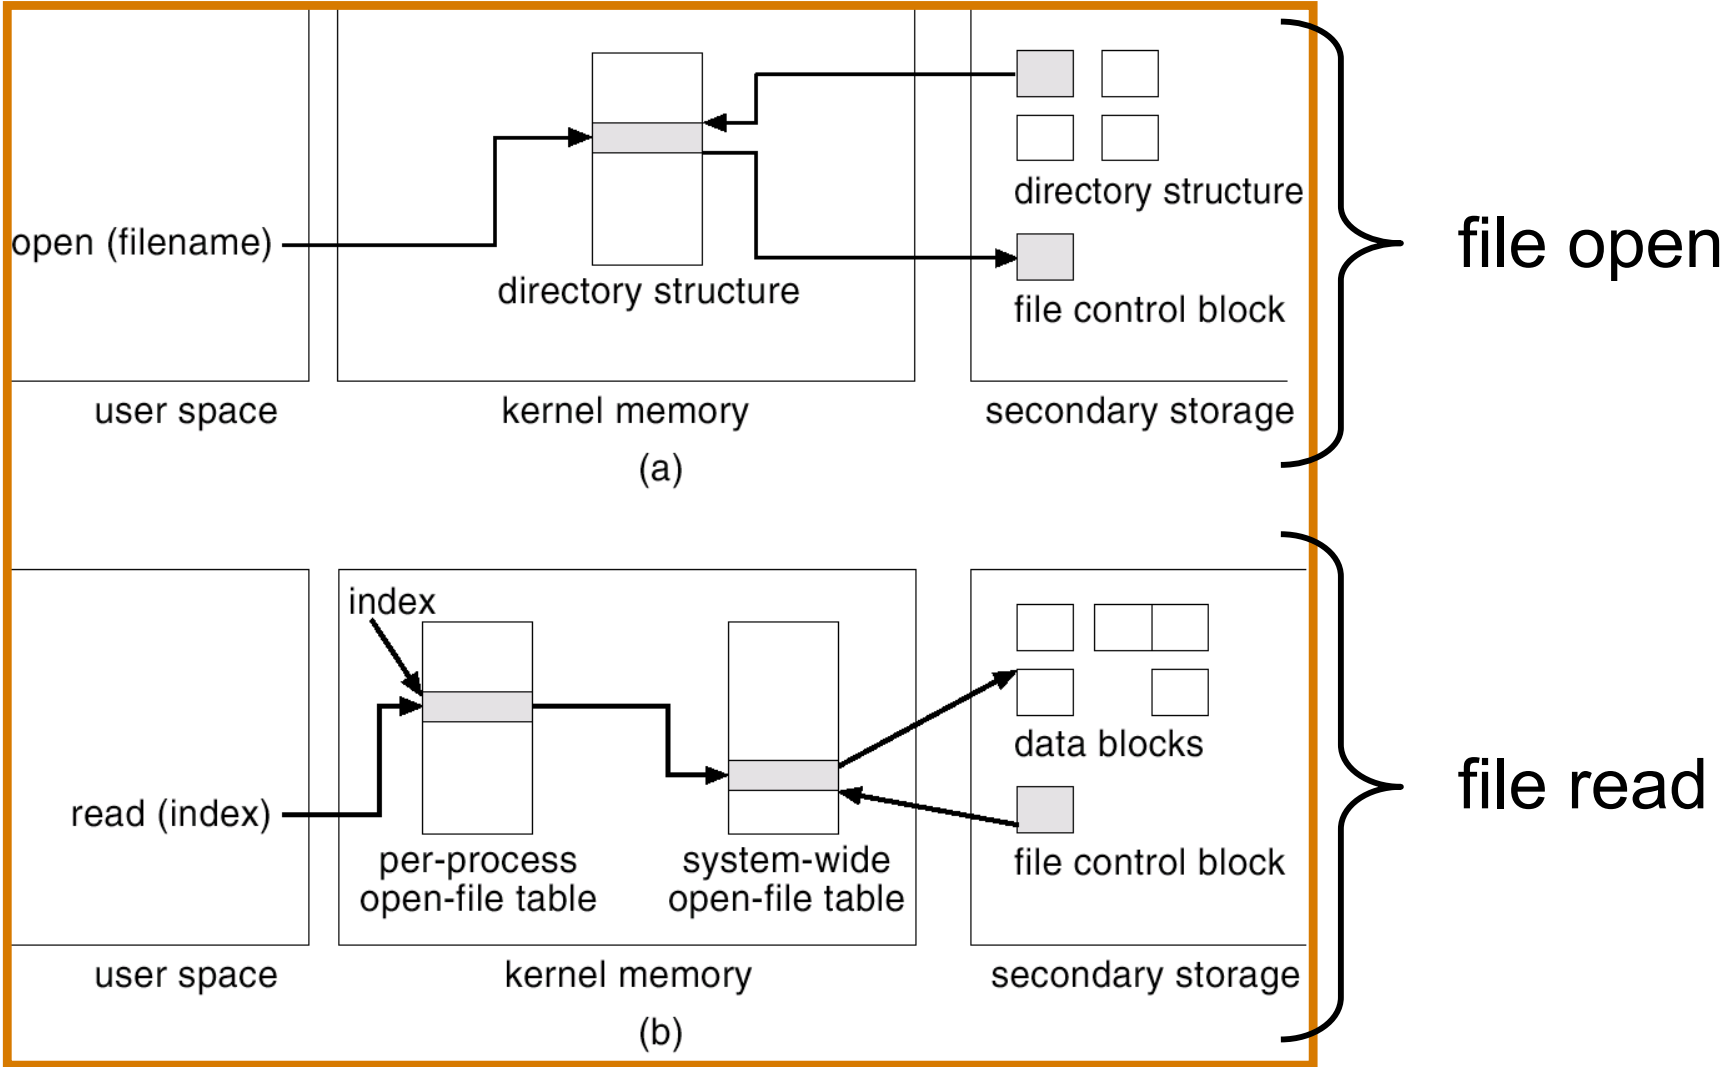 directory structure
open (filename)
directory structure
file control block
user space
kernel memory
secondary storage
(a)
file open
index
data blocks
read (index)
per-process
open-file table
system-wide
open-file table
file control block
user space
kernel memory
secondary storage
(b)
file read